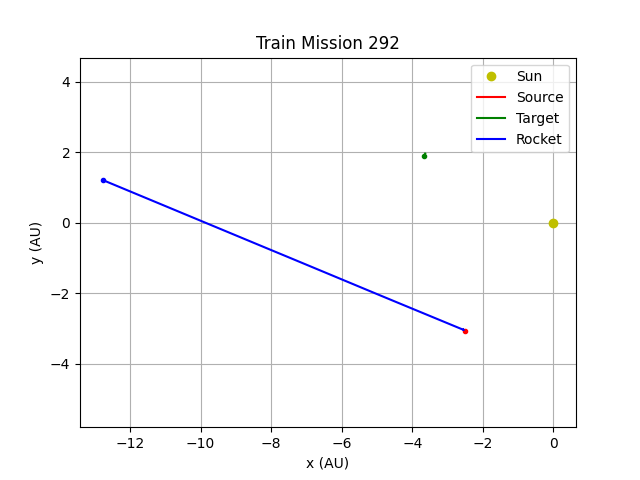 Train Mission 292
Sun
Source
Target
Rocket
4
2
0
−2
−4
y (AU)
−12
−10
−8
−6
−4
−2
0
x (AU)